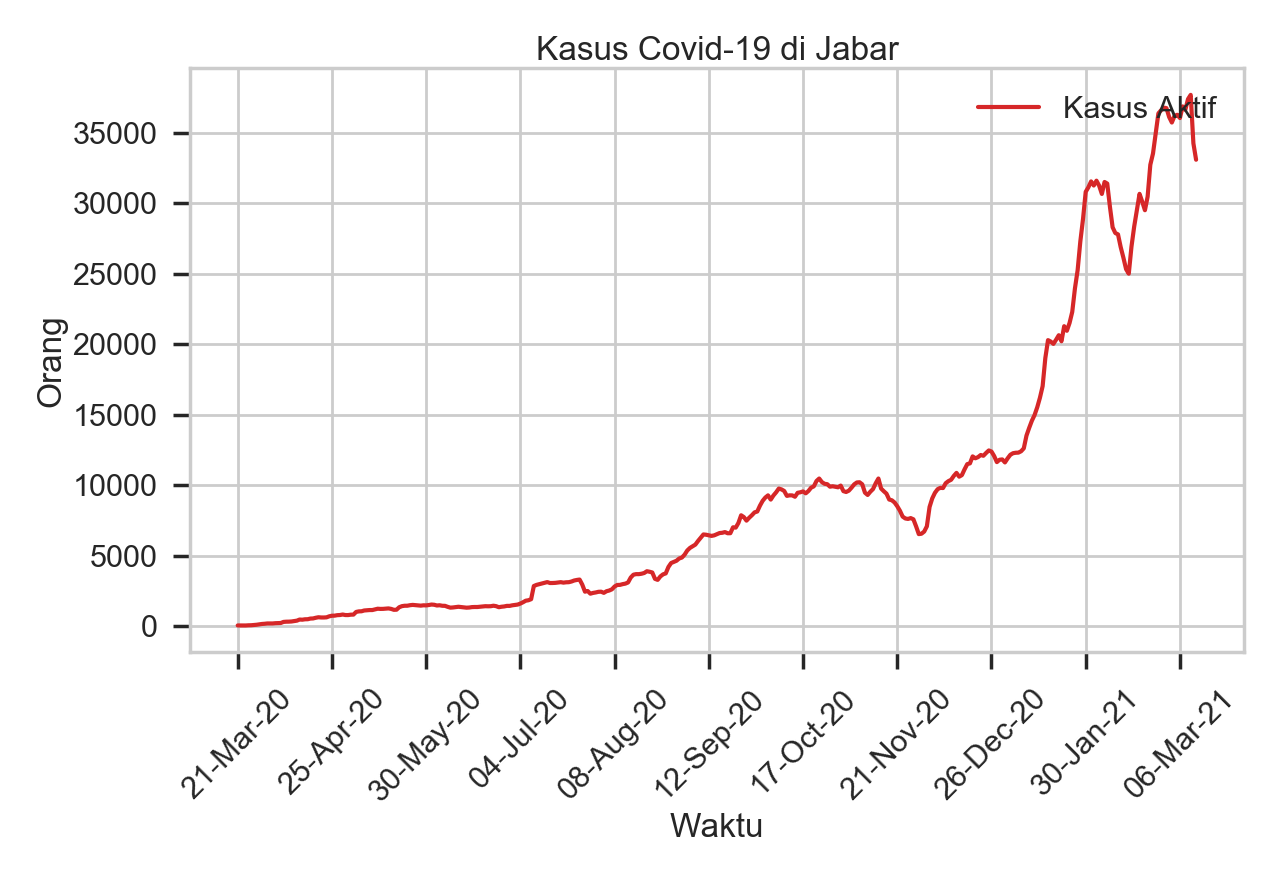 Kasus Covid-19 di Jabar
Kasus Aktif
Orang
35000
30000
25000
20000
15000
10000
5000
0
21-Mar-20
25-Apr-20
30-May-20
04-Jul-20
08-Aug-20
12-Sep-20
17-Oct-20
21-Nov-20
26-Dec-20
30-Jan-21
06-Mar-21
Waktu